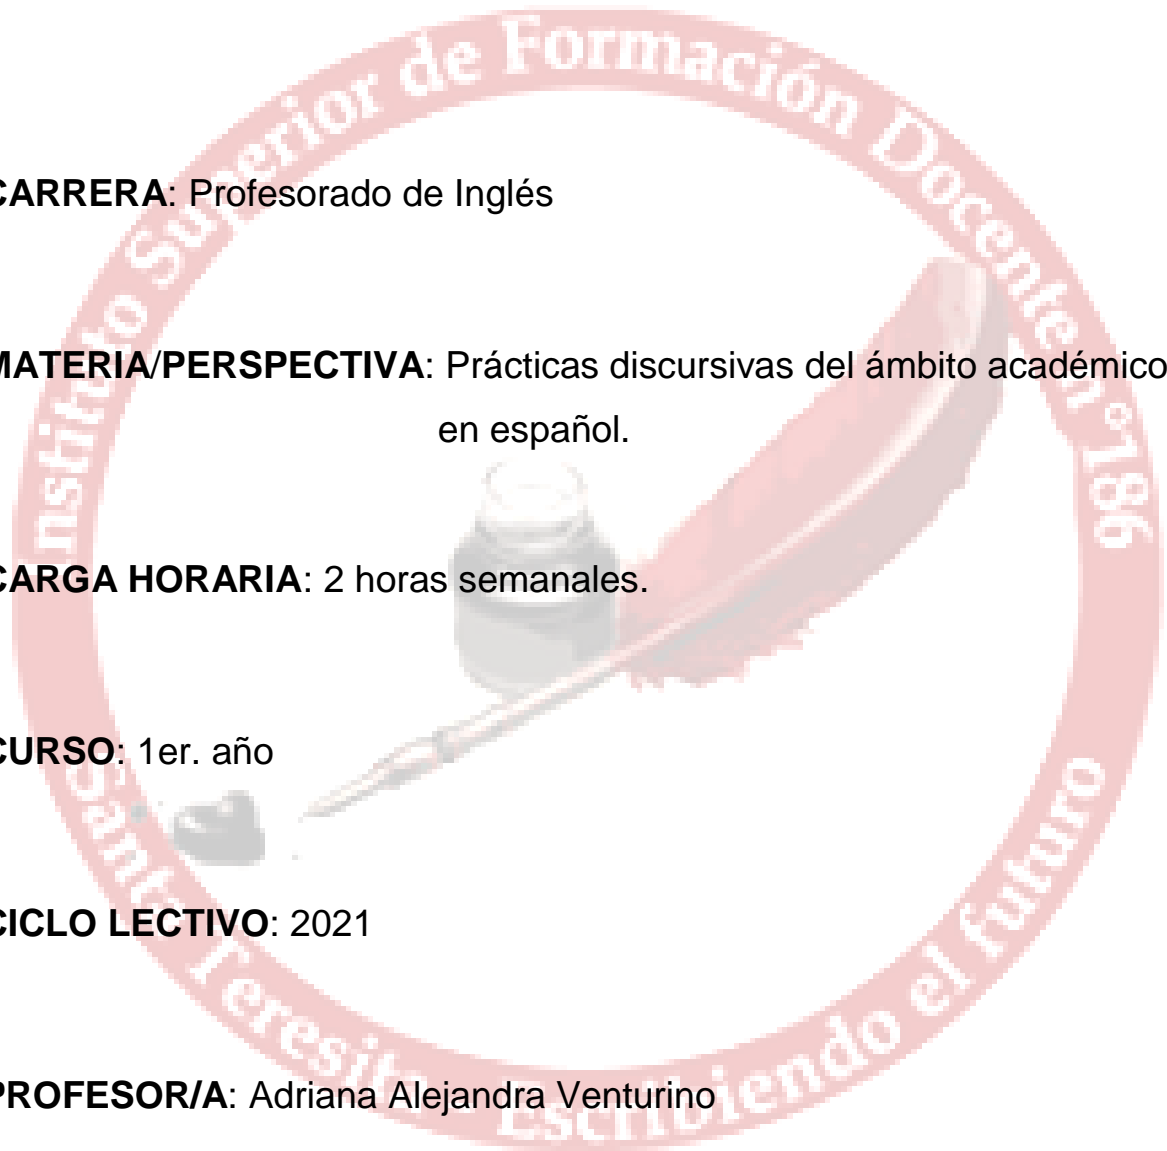 Instituto Superior de Formación Docente n°186
CARRERA: Profesorado de Inglés
MATERIA/PERSPECTIVA: Prácticas discursivas del ámbito académico
en español.
CARGA HORARIA: 2 horas semanales.
CURSO: 1er. año
CICLO LECTIVO: 2021
PROFESOR/A: Adriana Alejandra Venturino
Santa Teresita - Escribiendo el futuro